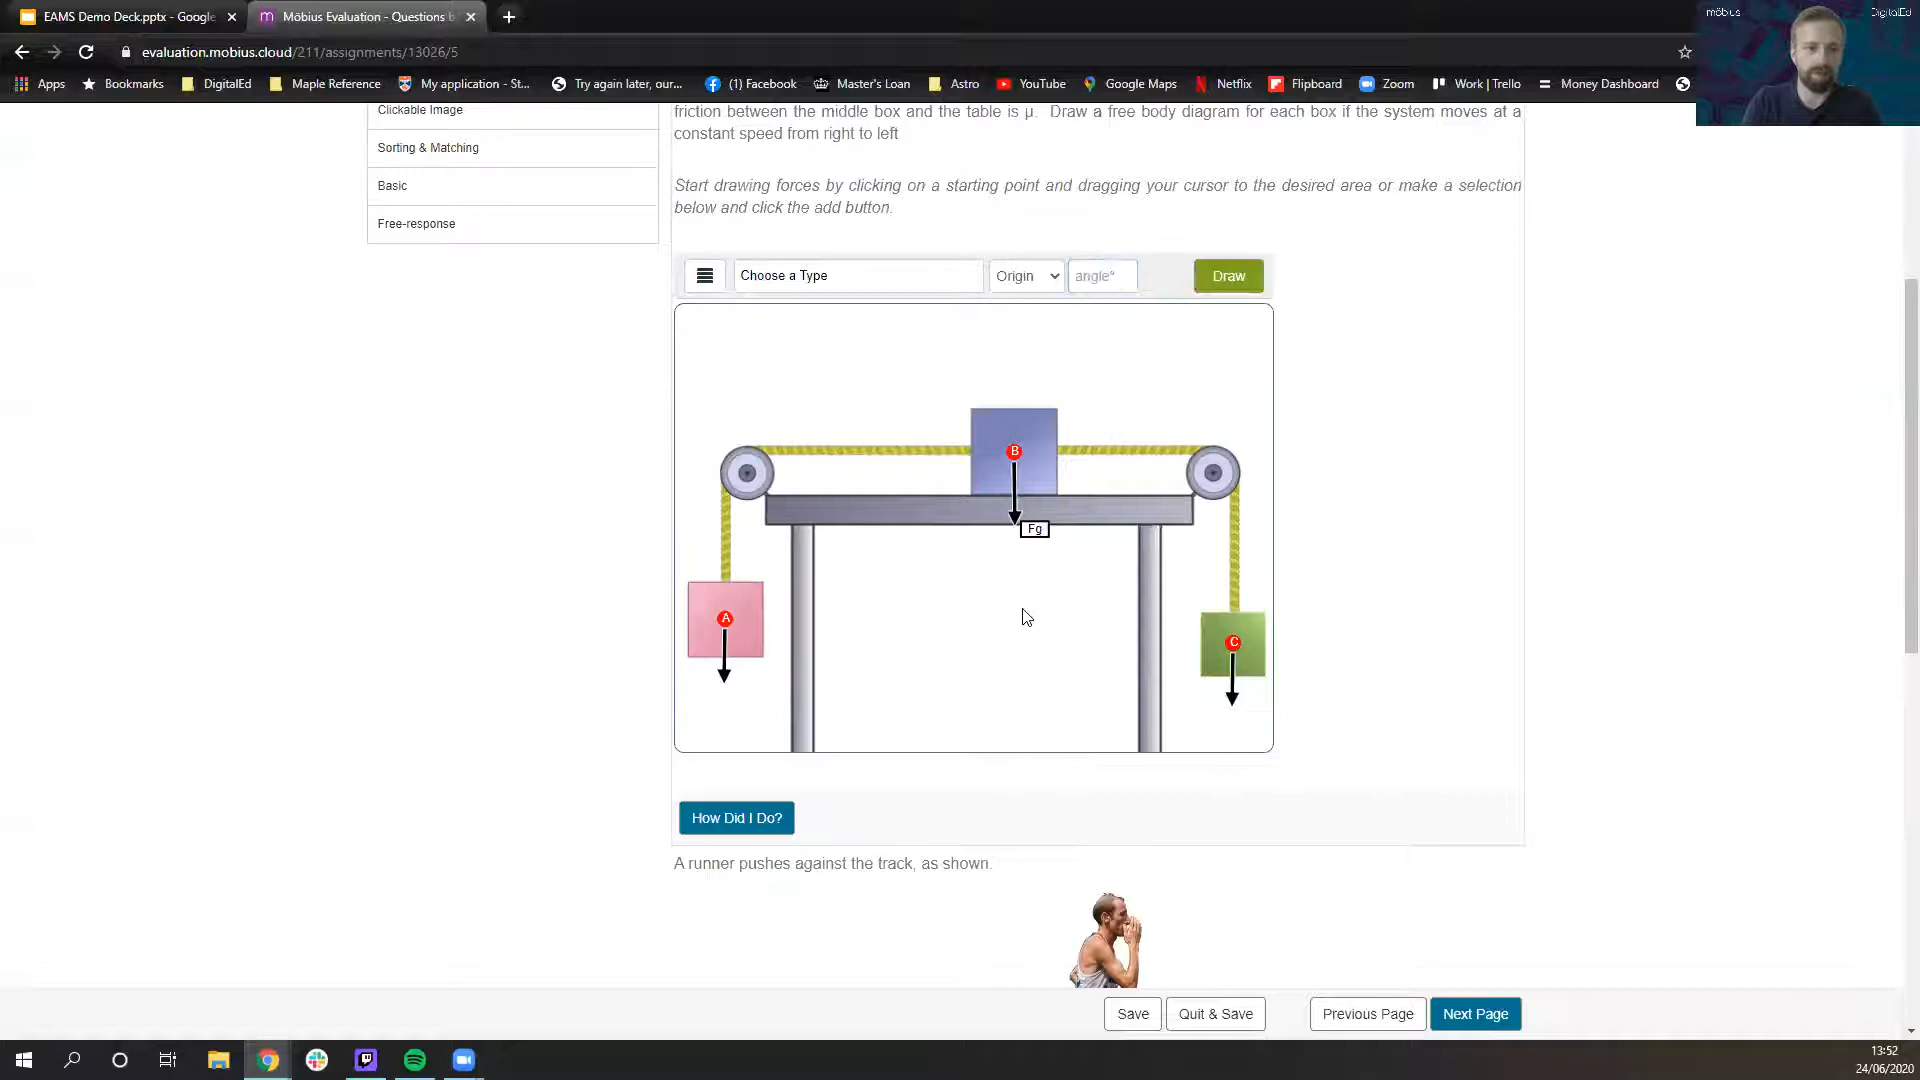 EAMS Demo Deck.pptx - Google
Möbius Evaluation - Questions b
möbius
DigitalEd
evaluation.mobius.cloud/211/assignments/13026/5
Apps
Bookmarks
DigitalEd
Maple Reference
My application - St...
Try again later, our...
(1) Facebook
Master's Loan
Astro
YouTube
Google Maps
Netflix
Flipboard
Zoom
Work | Trello
Money Dashboard
Clickable Image
Sorting & Matching
Basic
Free-response
friction between the middle box and the table is μ. Draw a free body diagram for each box if the system moves at a
constant speed from right to left
Start drawing forces by clicking on a starting point and dragging your cursor to the desired area or make a selection
below and click the add button.
Choose a Type
Origin
angle°
Draw
B
Fg
A
C
How Did I Do?
A runner pushes against the track, as shown.
Save
Quit & Save
Previous Page
Next Page
13:52
24/06/2020